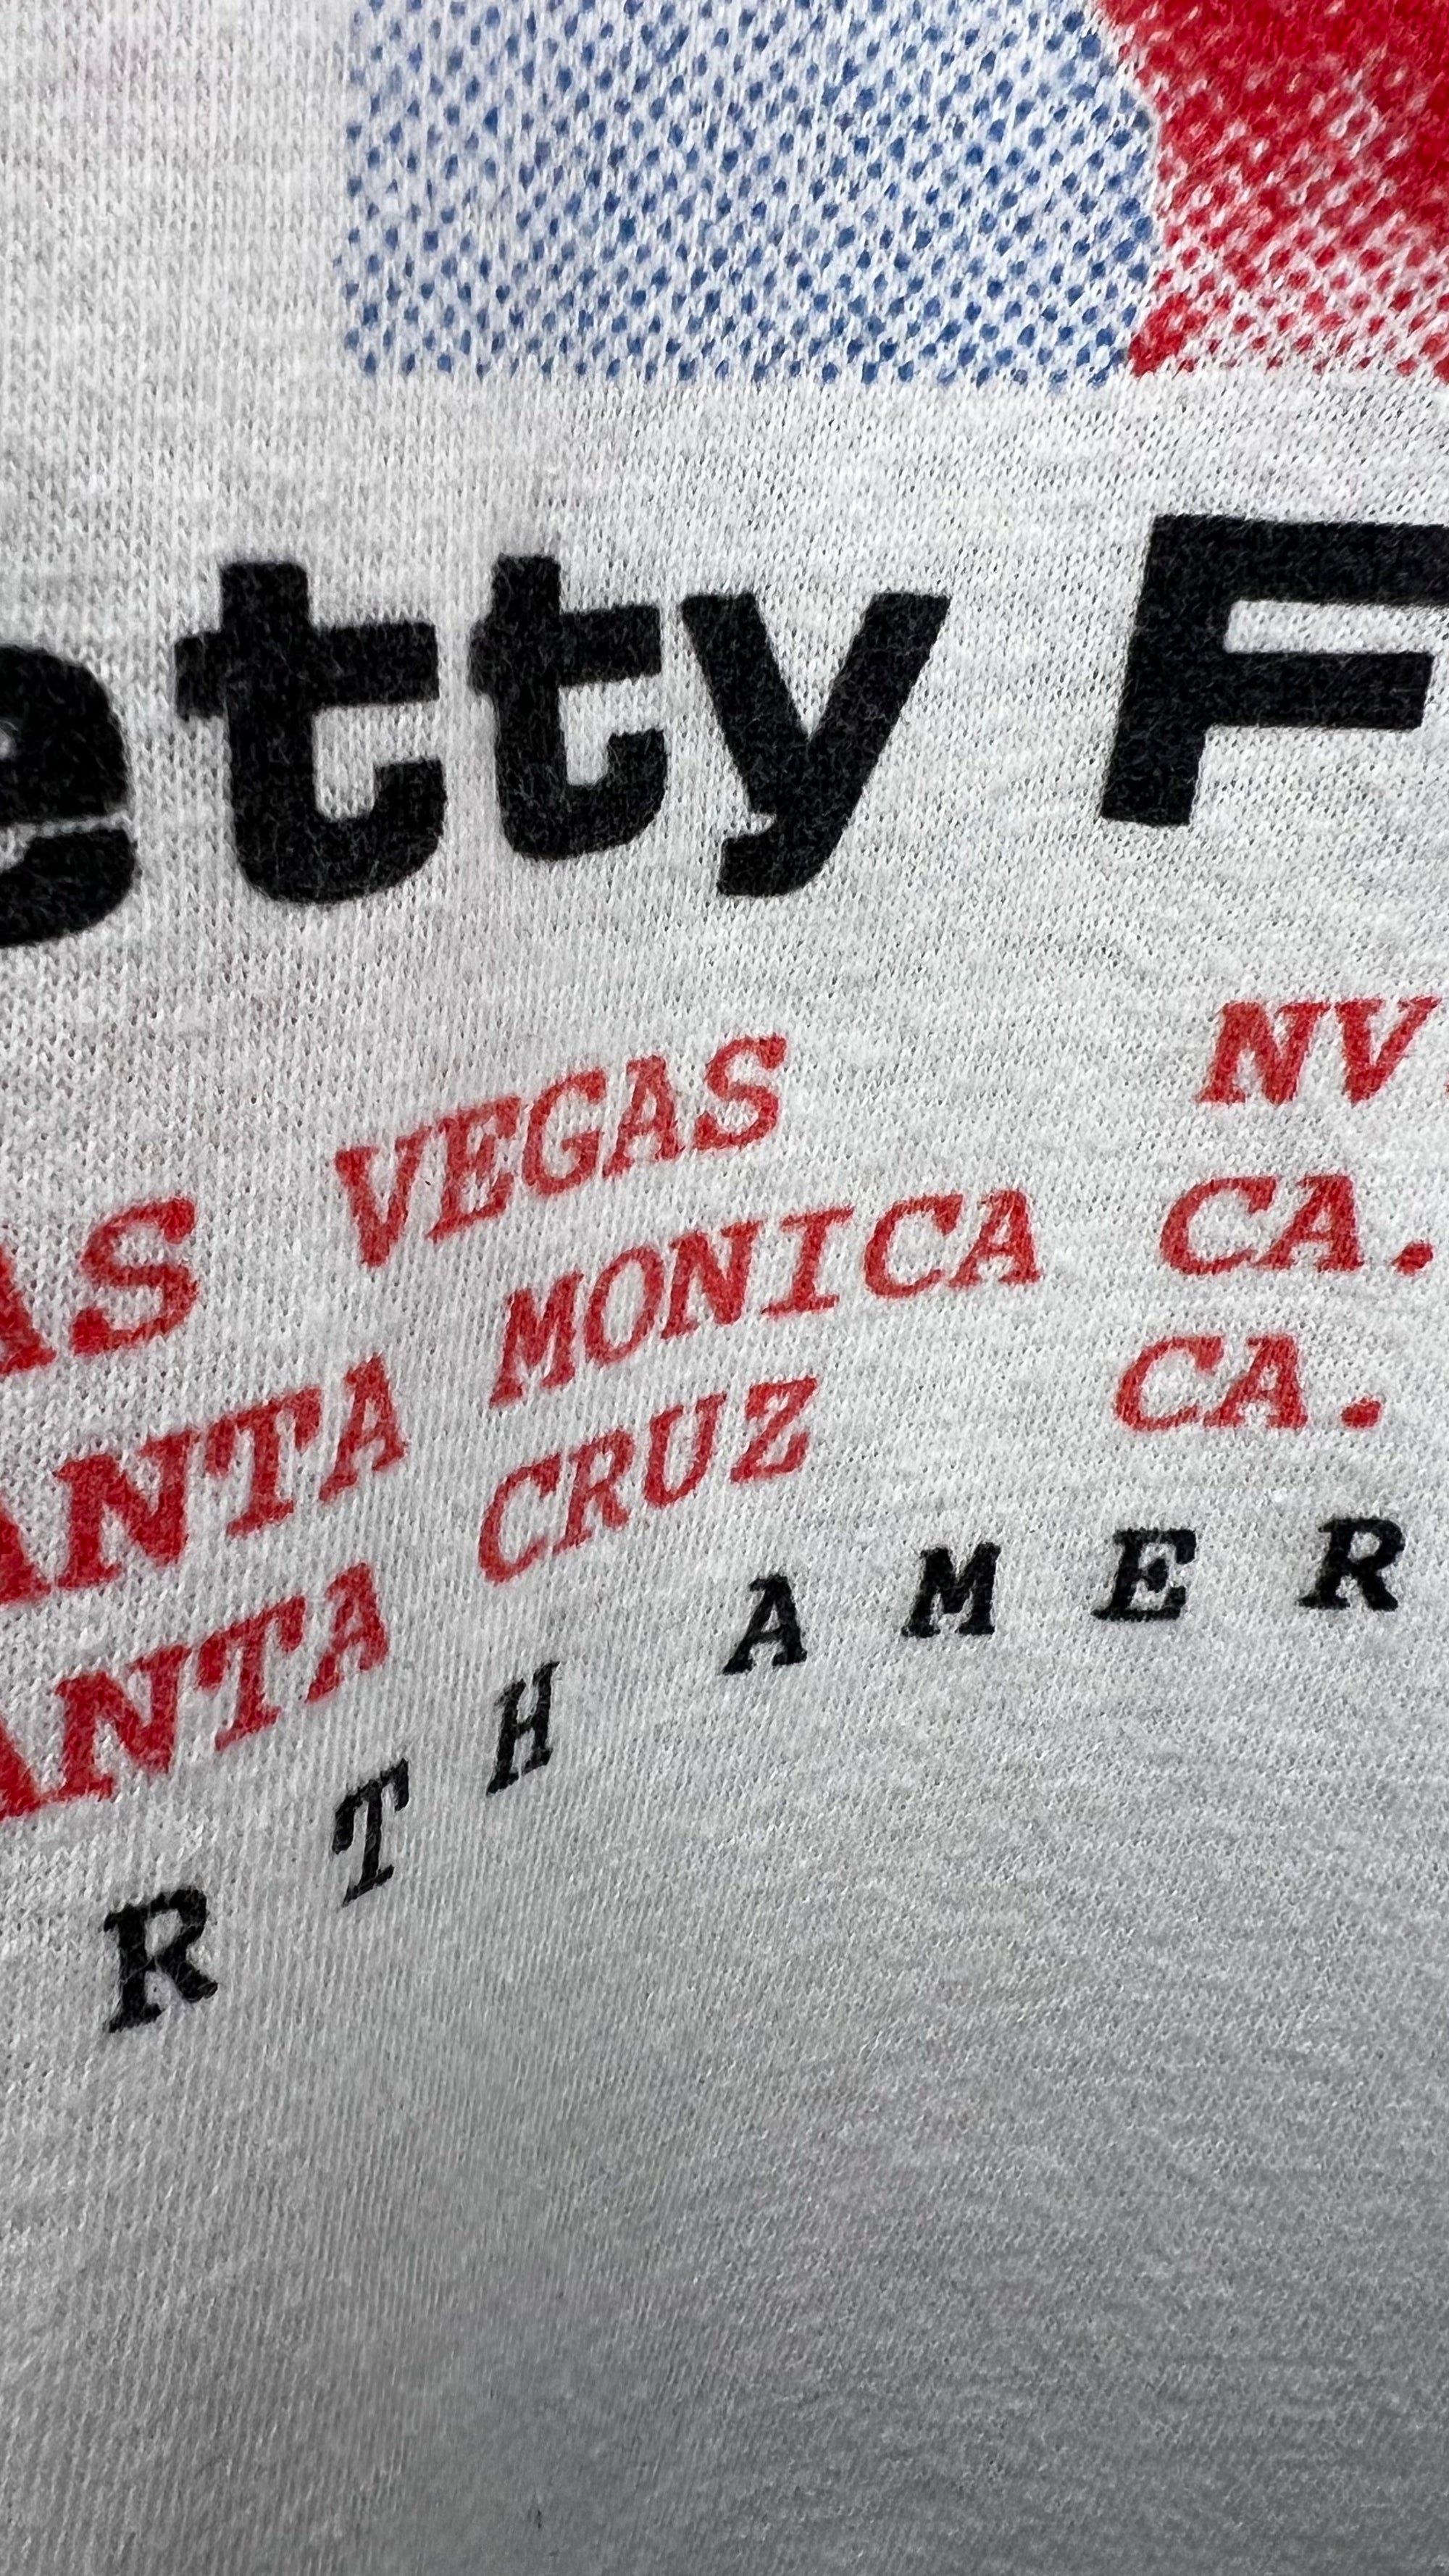 etty F
AS VEGAS NV.
ANTA MONICA CA.
ANTA CRUZ CA.
RTH AMER